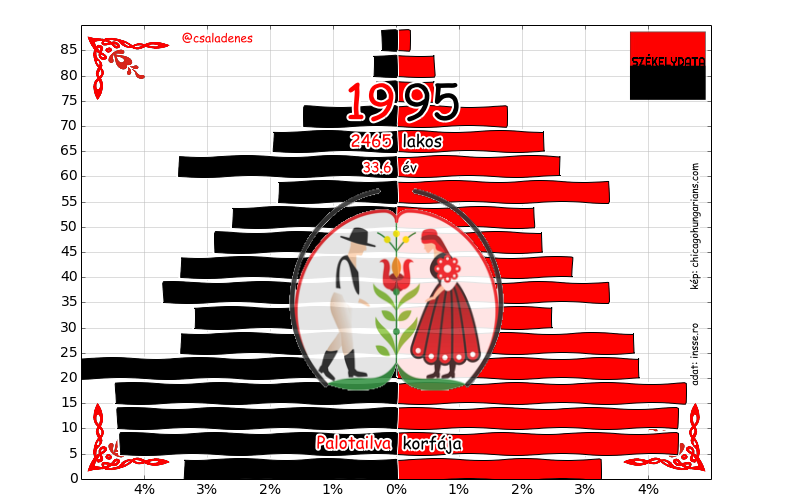 @csaladenes
SZÉKELYDATA
1995
2465 lakos
33.6 év
kép: chicagohungarians.com
adat: insse.ro
Palotailva korfája
85
80
75
70
65
60
55
50
45
40
35
30
25
20
15
10
5
0
4% 3% 2% 1% 0% 1% 2% 3% 4%